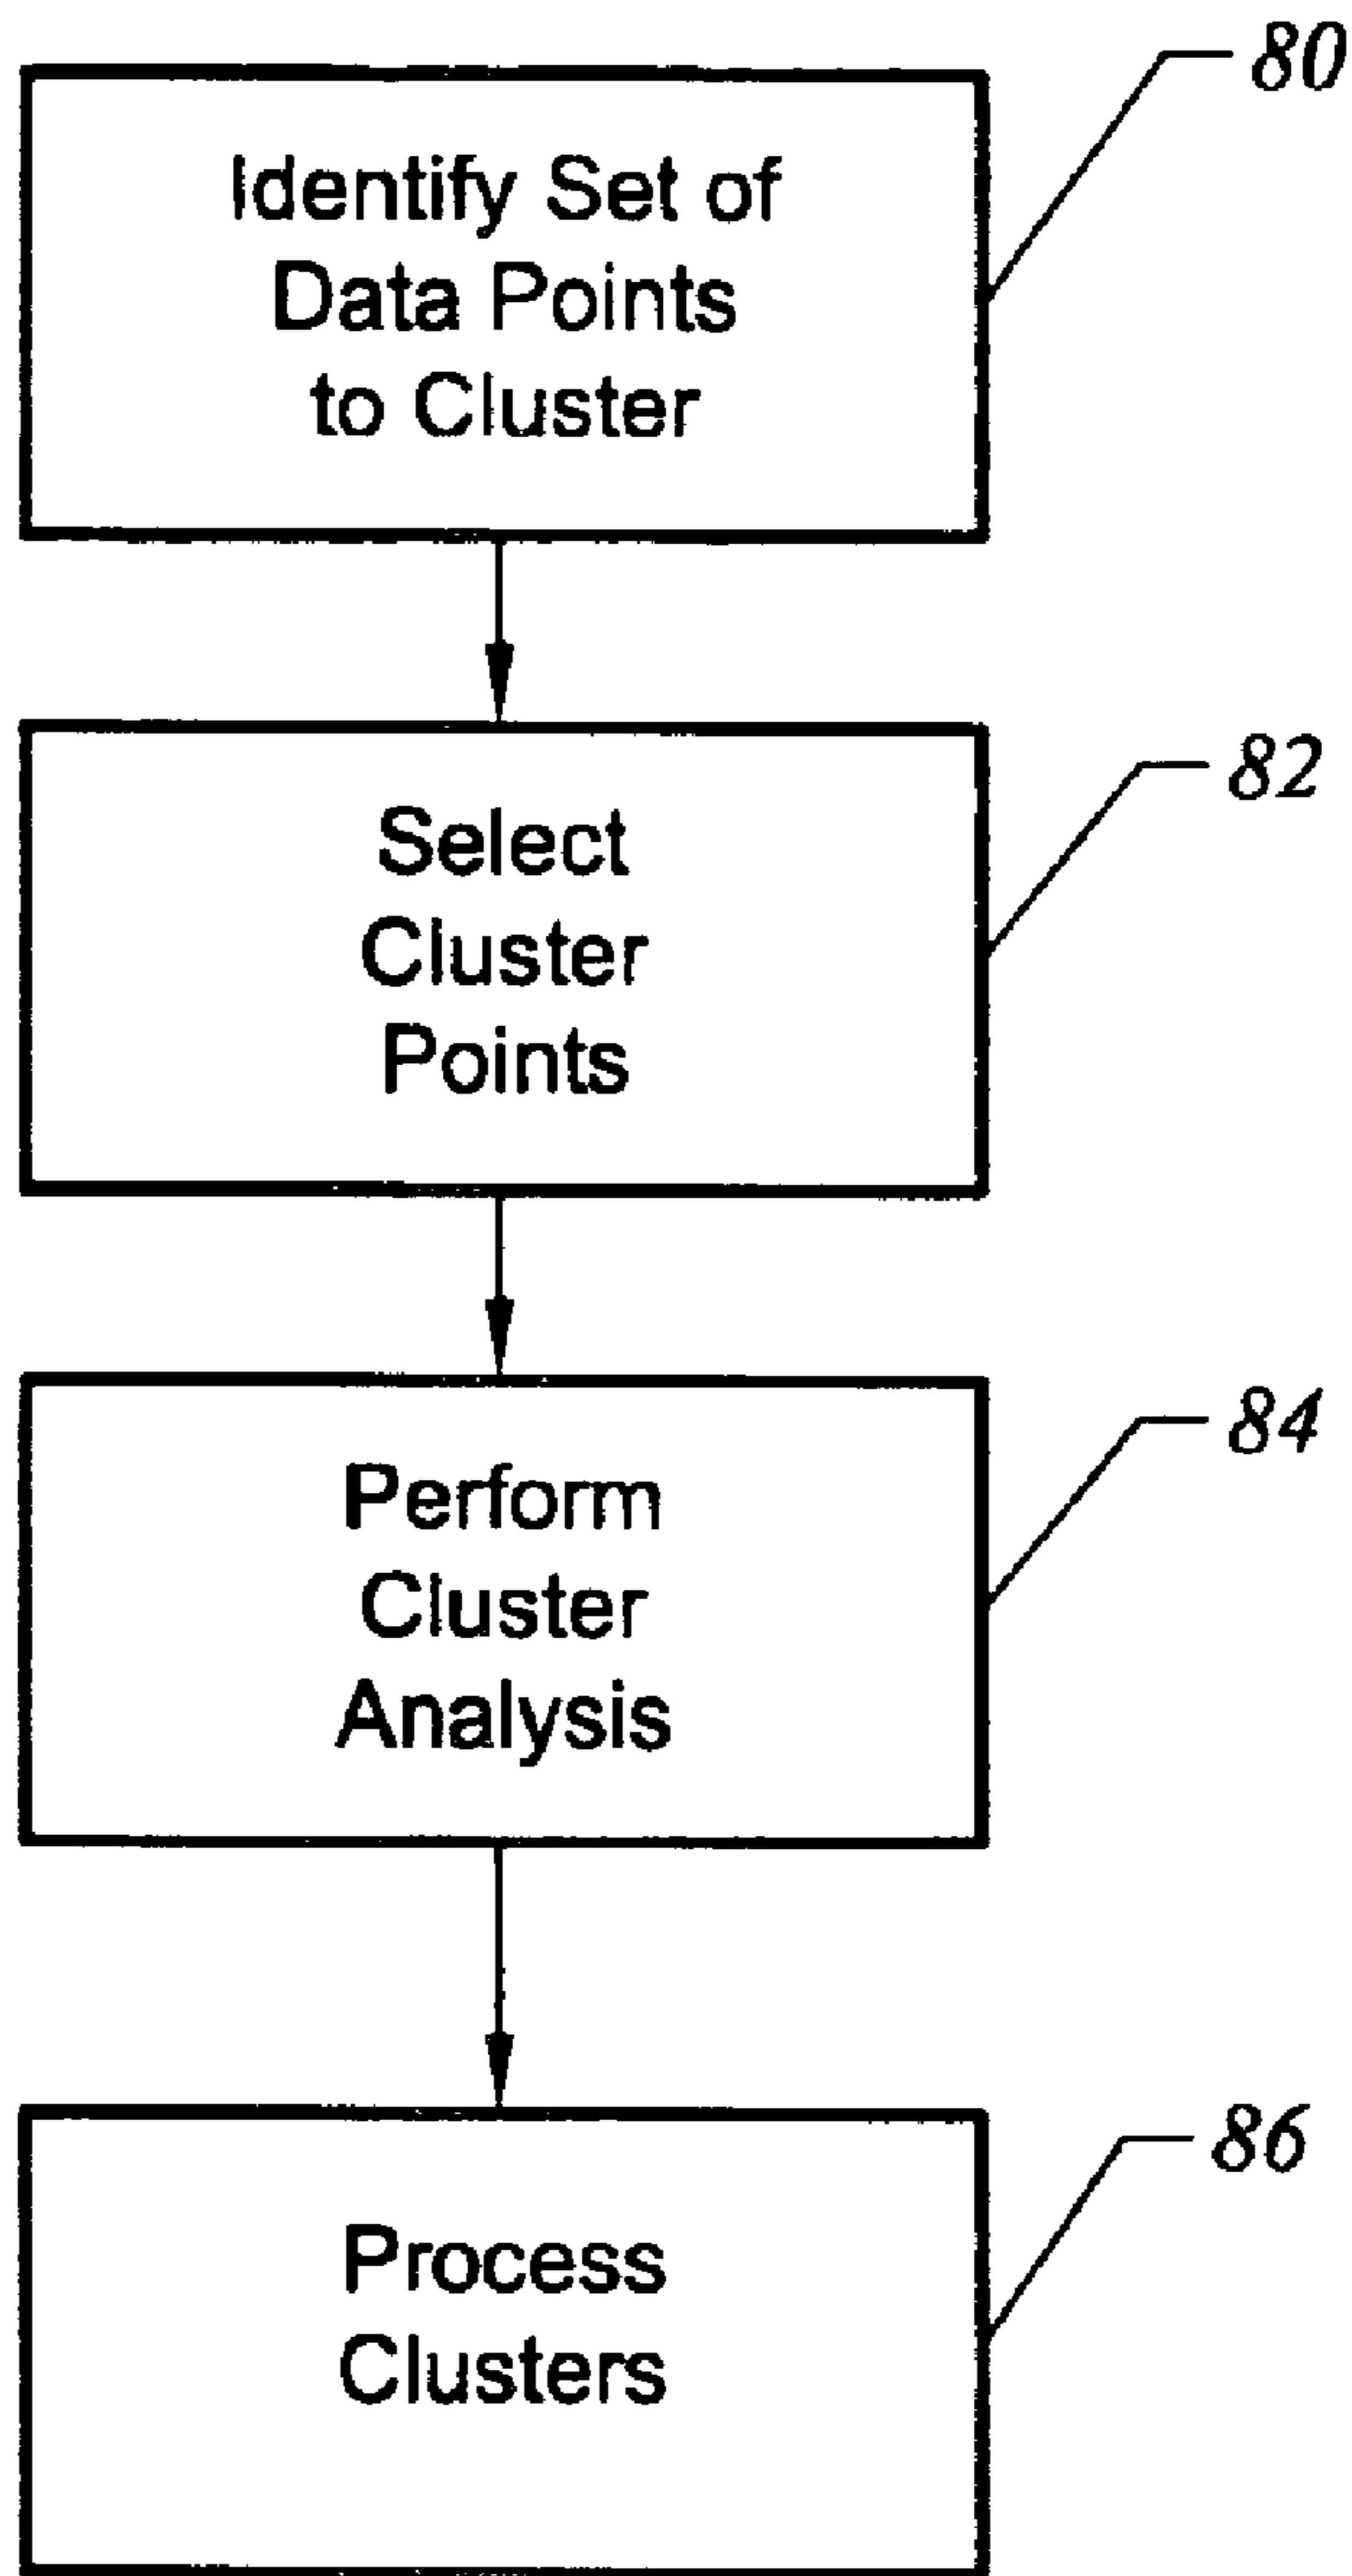 80
Identify Set of
Data Points
to Cluster
82
Select
Cluster
Points
84
Perform
Cluster
Analysis
86
Process
Clusters